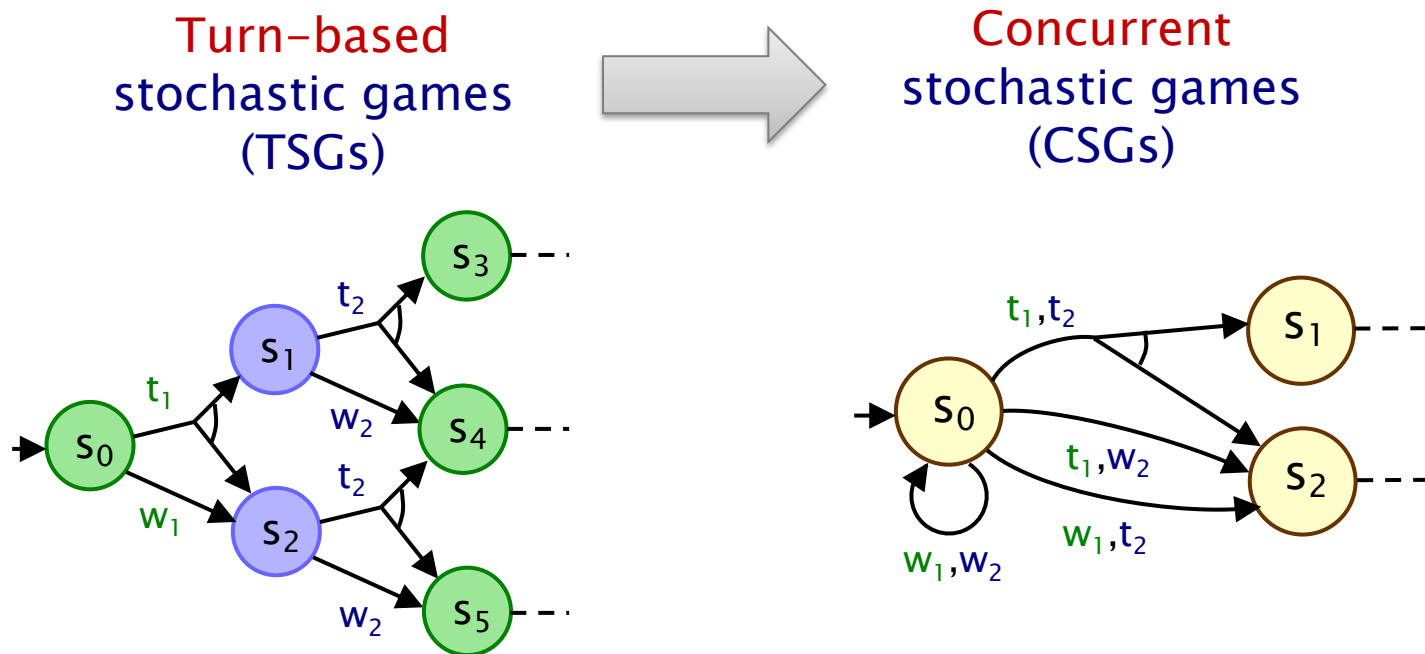 Turn-based
stochastic games
(TSGs)
Concurrent
stochastic games
(CSGs)
s₃
t₂
s₁
t₁
w₂
s₀
s₄
t₂
w₁
s₂
w₂
s₅
s₁
t₁,t₂
s₀
t₁,w₂
s₂
w₁,t₂
w₁,w₂